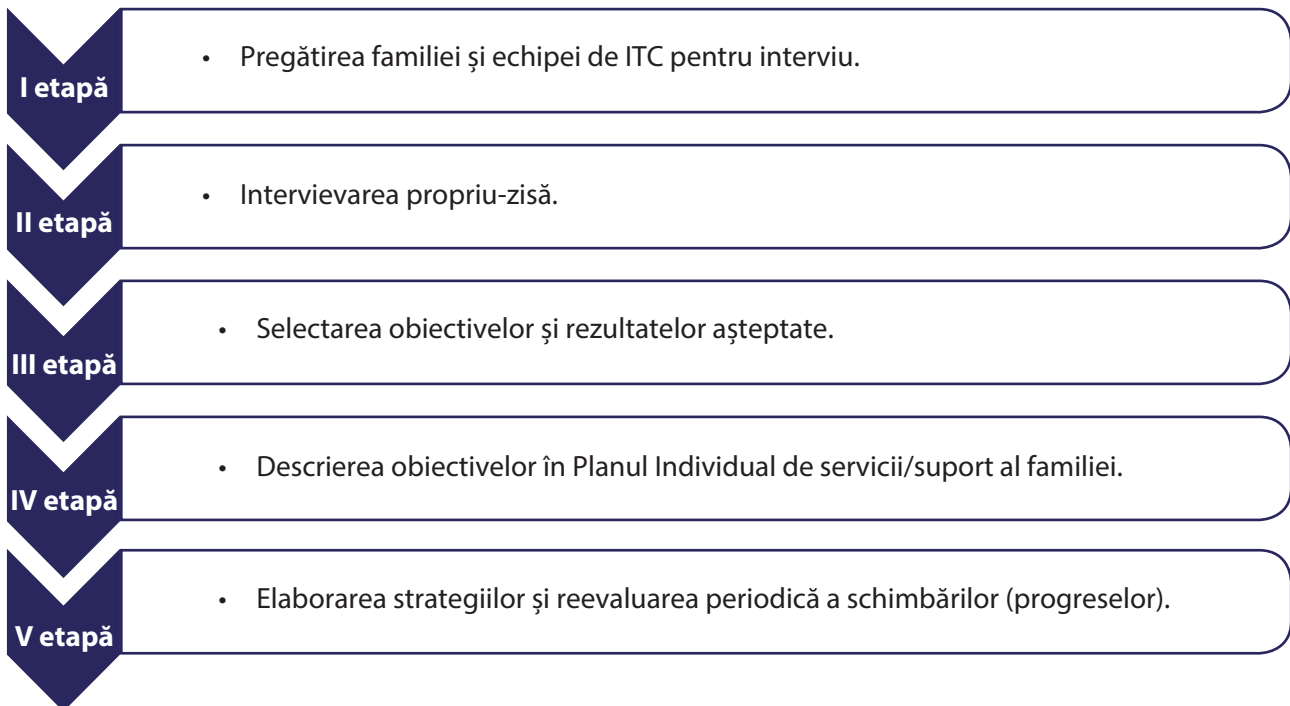 I etapă
• Pregătirea familiei și echipei de ITC pentru interviu.
II etapă
• Intervievarea propriu-zisă.
III etapă
• Selectarea obiectivelor și rezultatelor așteptate.
IV etapă
• Descrierea obiectivelor în Planul Individual de servicii/suport al familiei.
V etapă
• Elaborarea strategiilor și reevaluarea periodică a schimbărilor (progreselor).